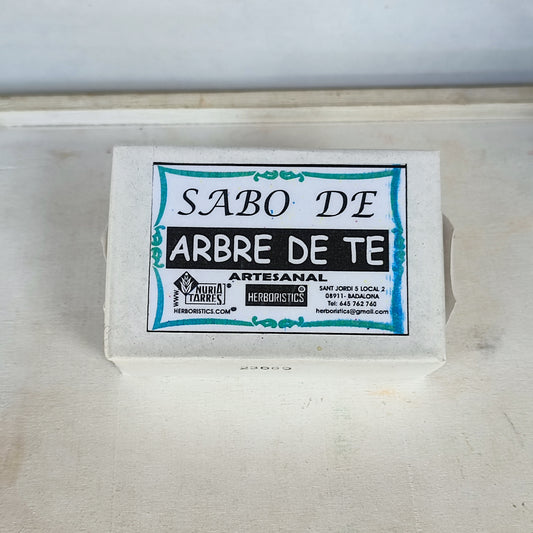 SABO DE
ARBRE DE TE
ARTESANAL
WWW. NURIA TARRES ®
HERBORISTICS.COM
HERBORISTICS ®
SANT JORDI 5 LOCAL 2
08911- BADALONA
Tel: 645 762 760
herboristics@gmail.com